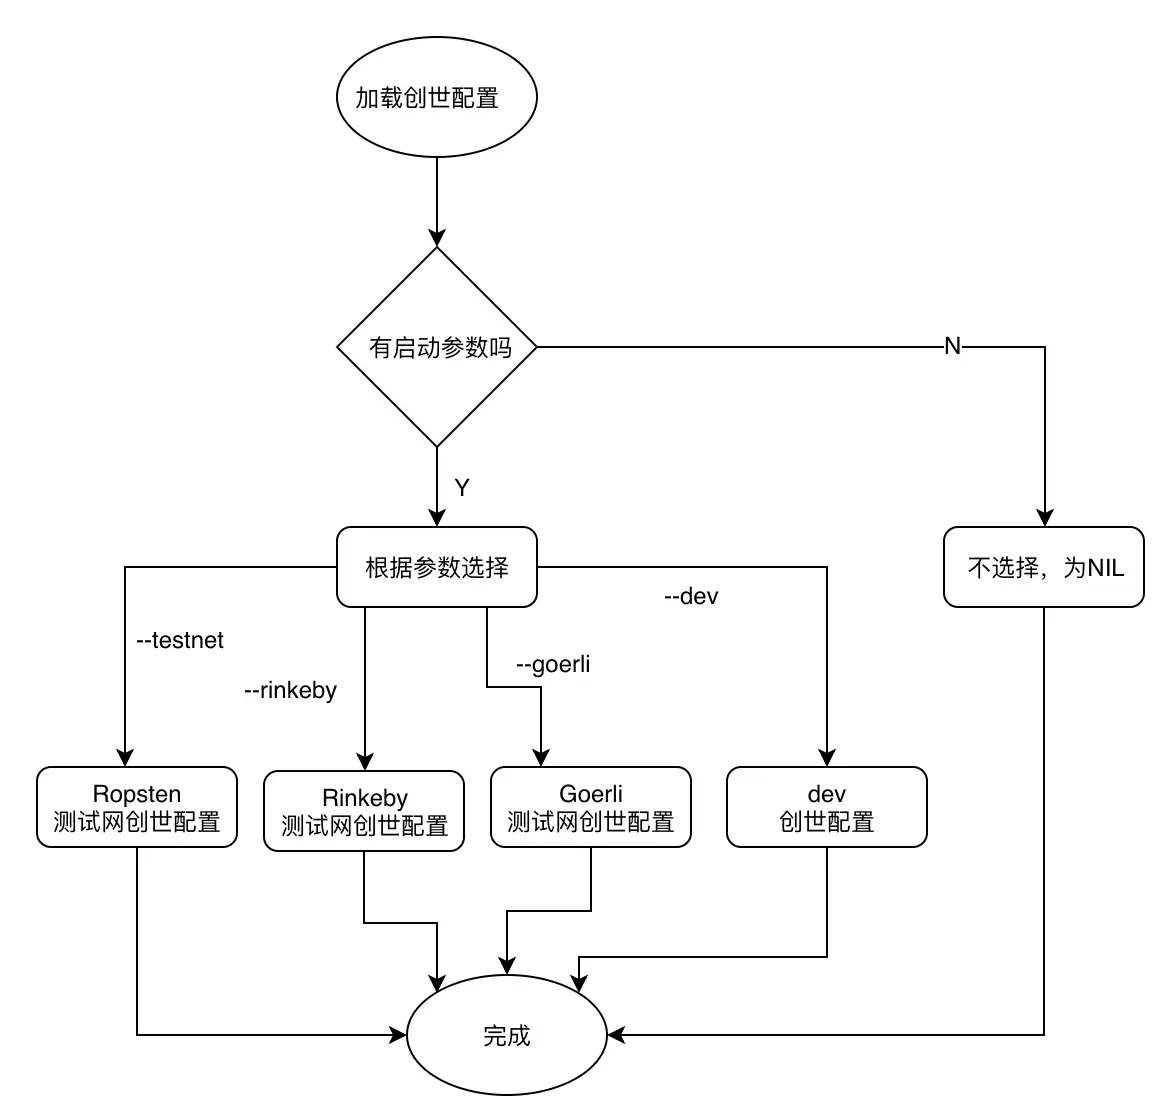 加载创世配置
有启动参数吗
N
Y
根据参数选择
不选择，为NIL
--dev
--testnet
--goerli
--rinkeby
Ropsten
测试网创世配置
Rinkeby
测试网创世配置
Goerli
测试网创世配置
dev
创世配置
完成